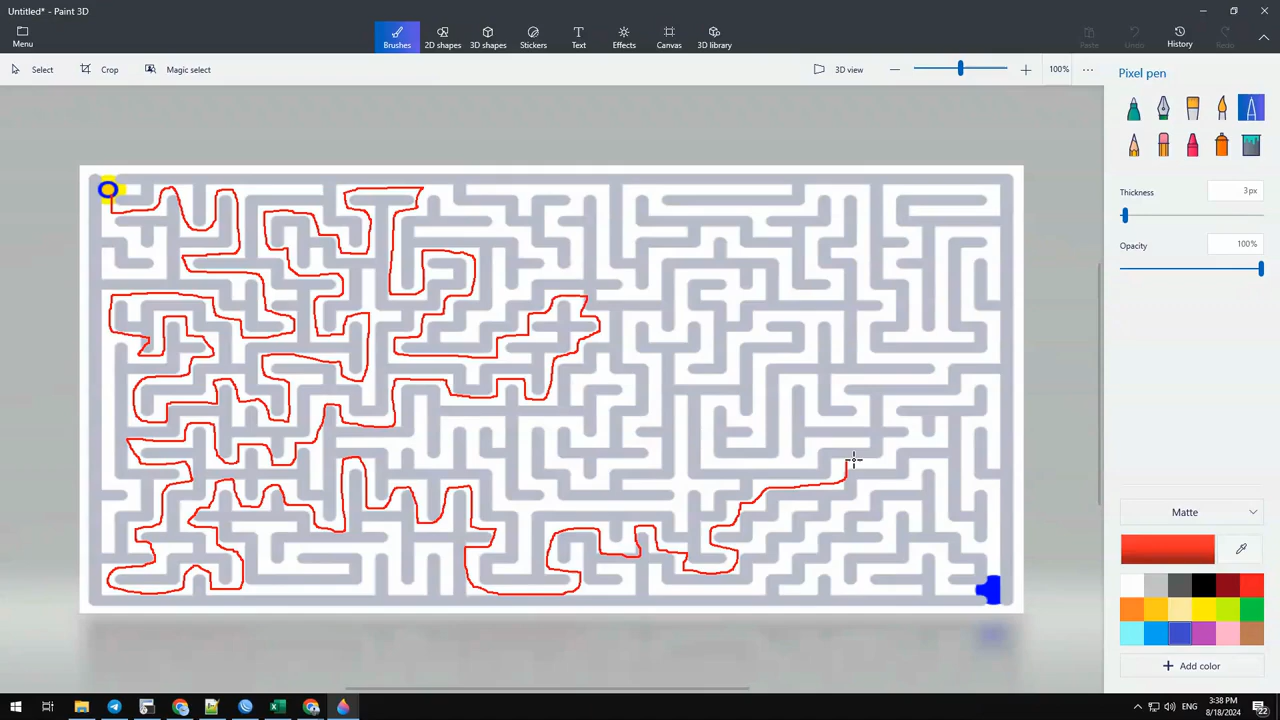 Untitled* - Paint 3D
Menu
Brushes
2D shapes
3D shapes
Stickers
Text
Effects
Canvas
3D library
Paste
Undo
History
Redo
Select
Crop
Magic select
3D view
100%
Pixel pen
Thickness
3px
Opacity
100%
Matte
Add color
ENG
3:38 PM
8/18/2024
22